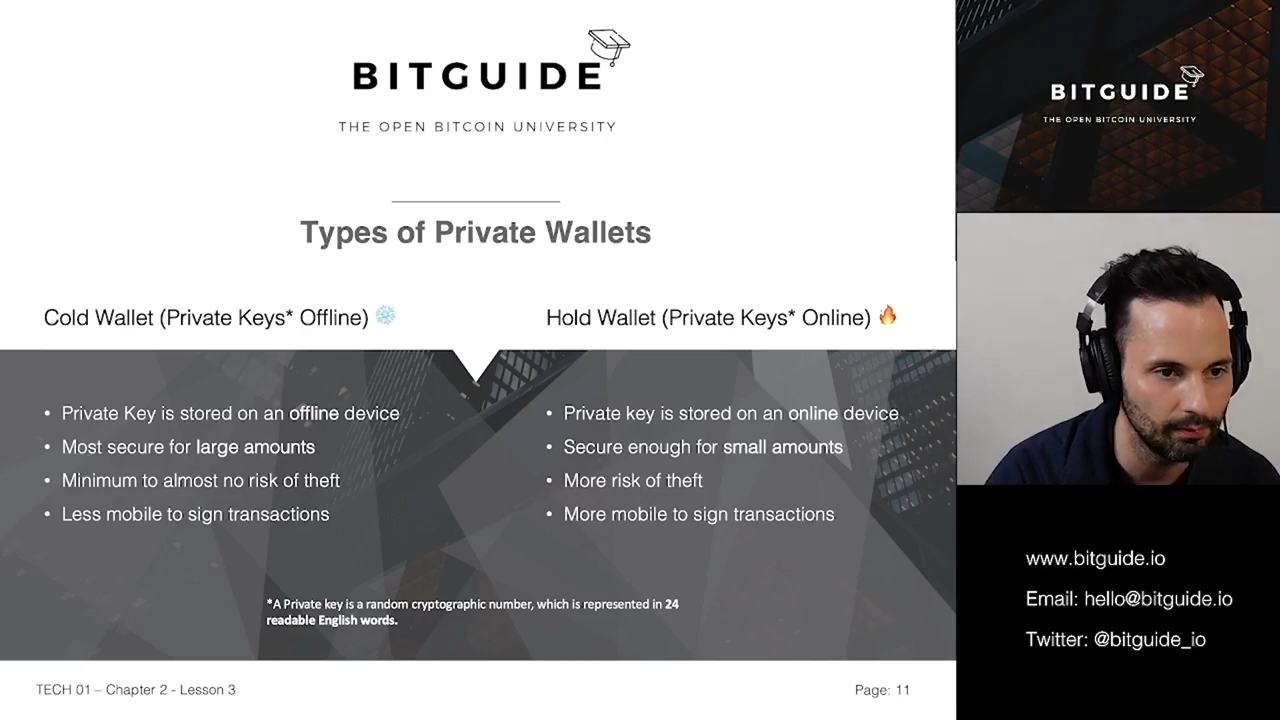 BITGUIDE
THE OPEN BITCOIN UNIVERSITY
Types of Private Wallets
Cold Wallet (Private Keys* Offline) ❄️
• Private Key is stored on an offline device
• Most secure for large amounts
• Minimum to almost no risk of theft
• Less mobile to sign transactions
Hold Wallet (Private Keys* Online) 🔥
• Private key is stored on an online device
• Secure enough for small amounts
• More risk of theft
• More mobile to sign transactions
*A Private key is a random cryptographic number, which is represented in 24
readable English words.
TECH 01 – Chapter 2 - Lesson 3
Page: 11
BITGUIDE
THE OPEN BITCOIN UNIVERSITY
www.bitguide.io
Email: hello@bitguide.io
Twitter: @bitguide_io